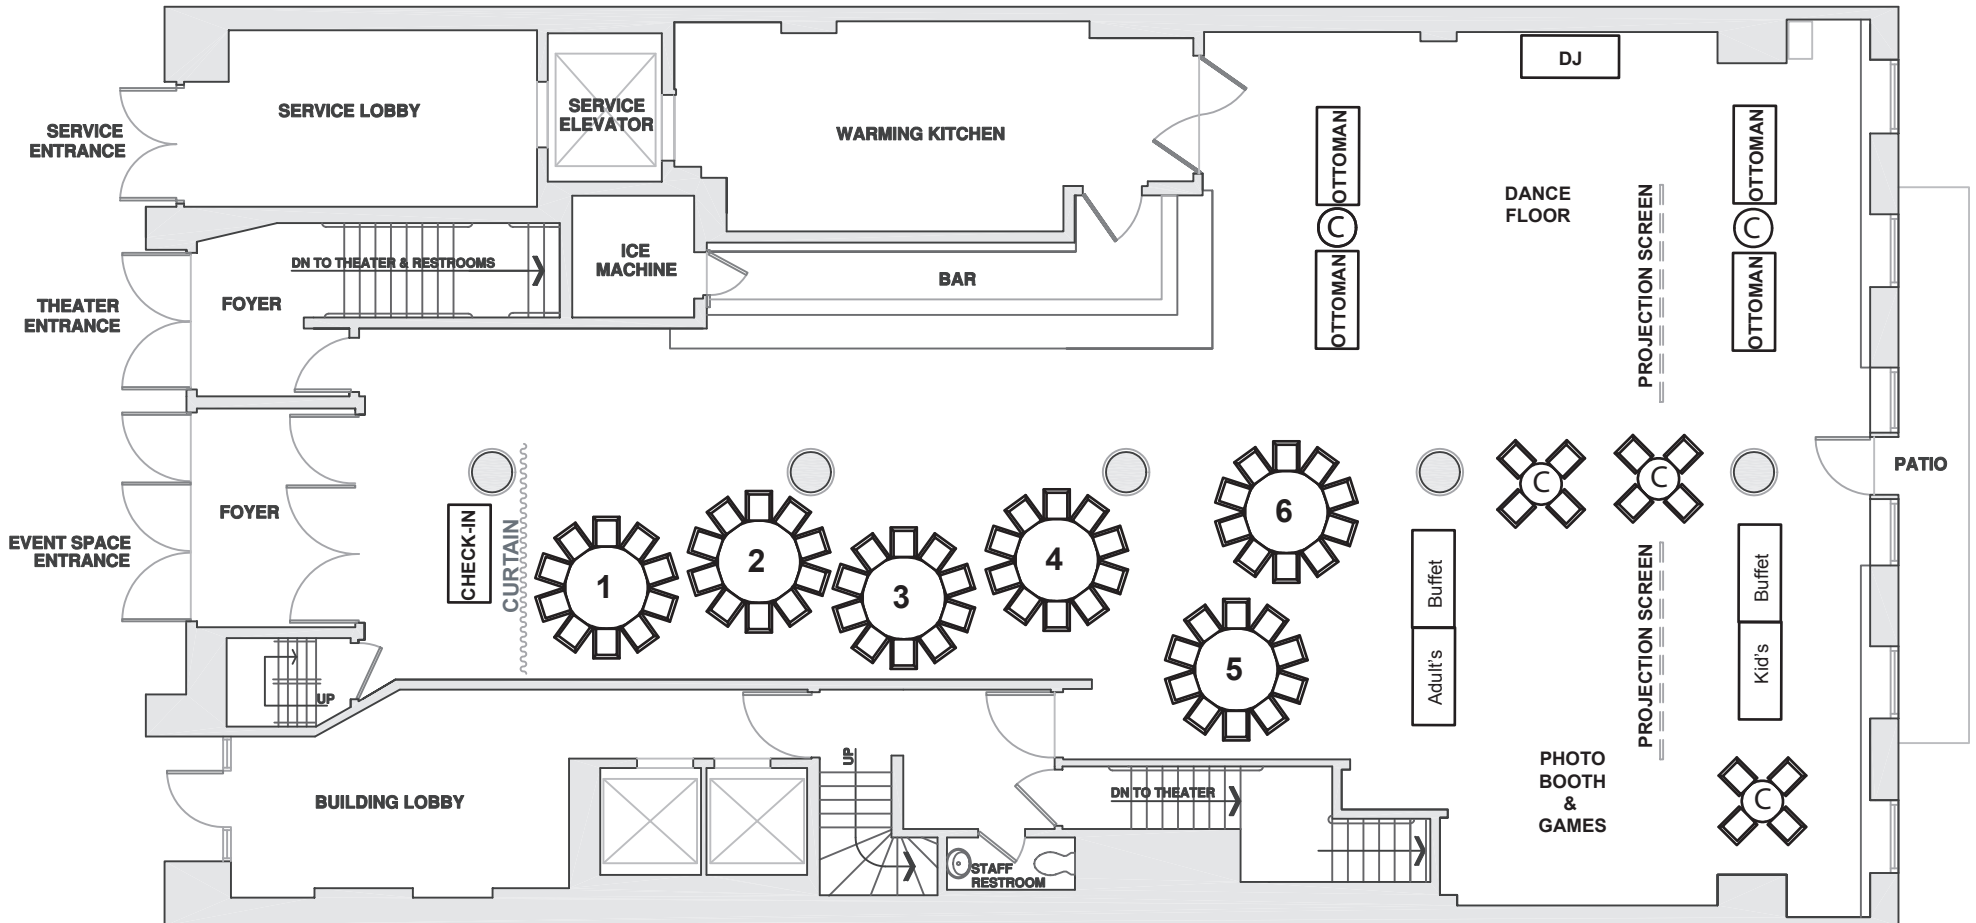 DJ
SERVICE LOBBY
SERVICE
ELEVATOR
WARMING KITCHEN
SERVICE
ENTRANCE
OTTOMAN
OTTOMAN
DANCE
FLOOR
C
C
ICE
MACHINE
DN TO THEATER & RESTROOMS
BAR
OTTOMAN
OTTOMAN
PROJECTION SCREEN
FOYER
THEATER
ENTRANCE
PATIO
C
C
FOYER
EVENT SPACE
ENTRANCE
CHECK-IN
CURTAIN
1
2
3
4
5
6
Buffet
Adult's
PROJECTION SCREEN
Buffet
Kid's
UP
UP
BUILDING LOBBY
DN TO THEATER
PHOTO
BOOTH
&
GAMES
C
STAFF
RESTROOM